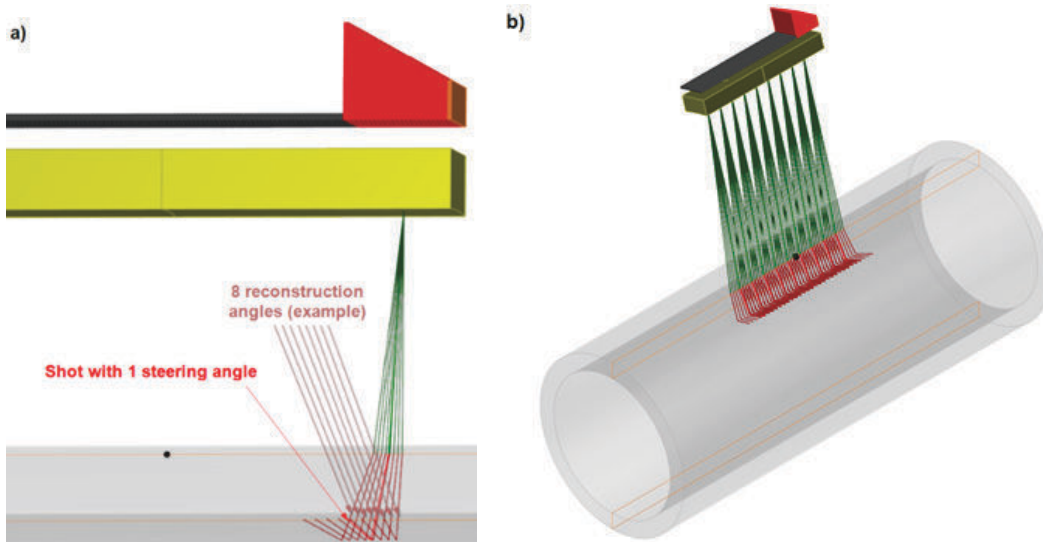 a)
8 reconstruction
angles (example)
Shot with 1 steering angle
b)